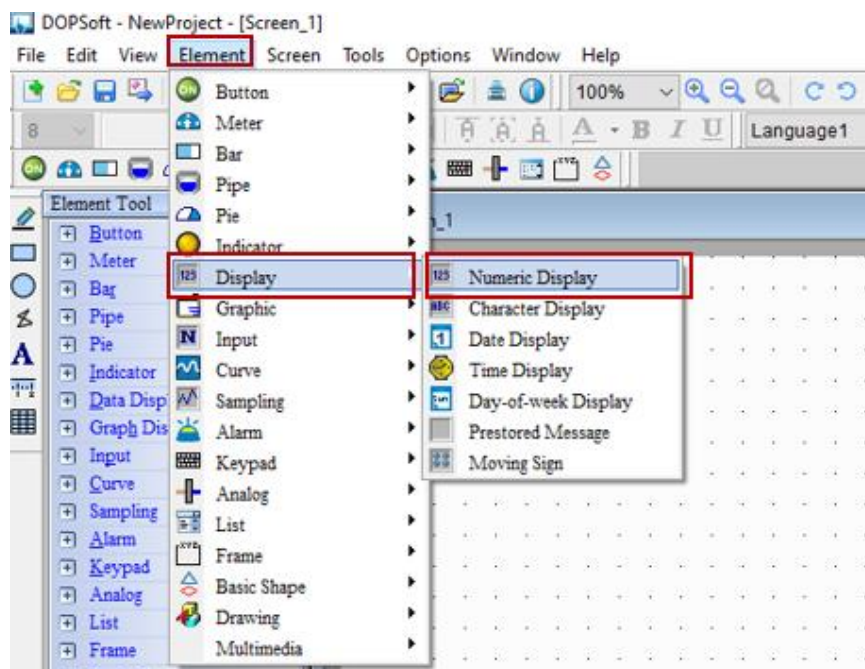 DOPSoft - NewProject - [Screen_1]
File Edit View Element Screen Tools Options Window Help
100%
8
A A A A B I U Language1
Element Tool
Button
Meter
Bar
Pipe
Pie
Indicator
Data Disp
Graph Dis
Input
Curve
Sampling
Alarm
Keypad
Analog
List
Frame
A
Button
Meter
Bar
Pipe
Pie
Indicator
Display
Graphic
Input
Curve
Sampling
Alarm
Keypad
Analog
List
Frame
Basic Shape
Drawing
Multimedia
Numeric Display
Character Display
Date Display
Time Display
Day-of-week Display
Prestored Message
Moving Sign